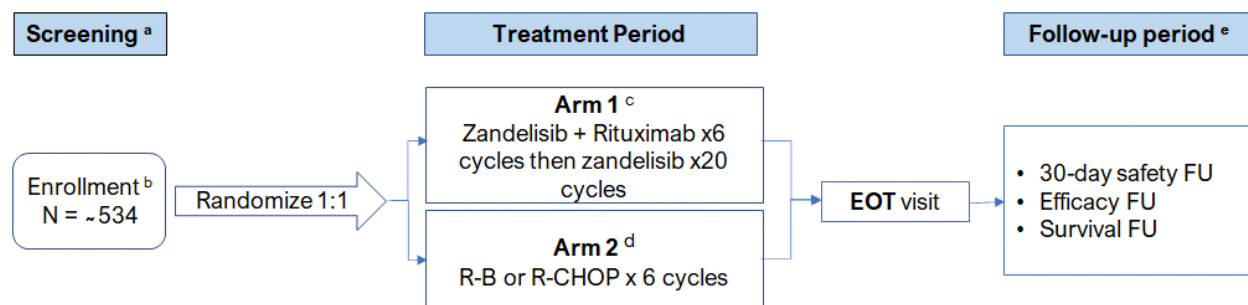 Screening ᵃ
Treatment Period
Follow-up period ᵉ
Enrollment ᵇ
N = ~534
Randomize 1:1
Arm 1 ᶜ
Zandelisib + Rituximab x6
cycles then zandelisib x20
cycles
Arm 2 ᵈ
R-B or R-CHOP x 6 cycles
EOT visit
• 30-day safety FU
• Efficacy FU
• Survival FU